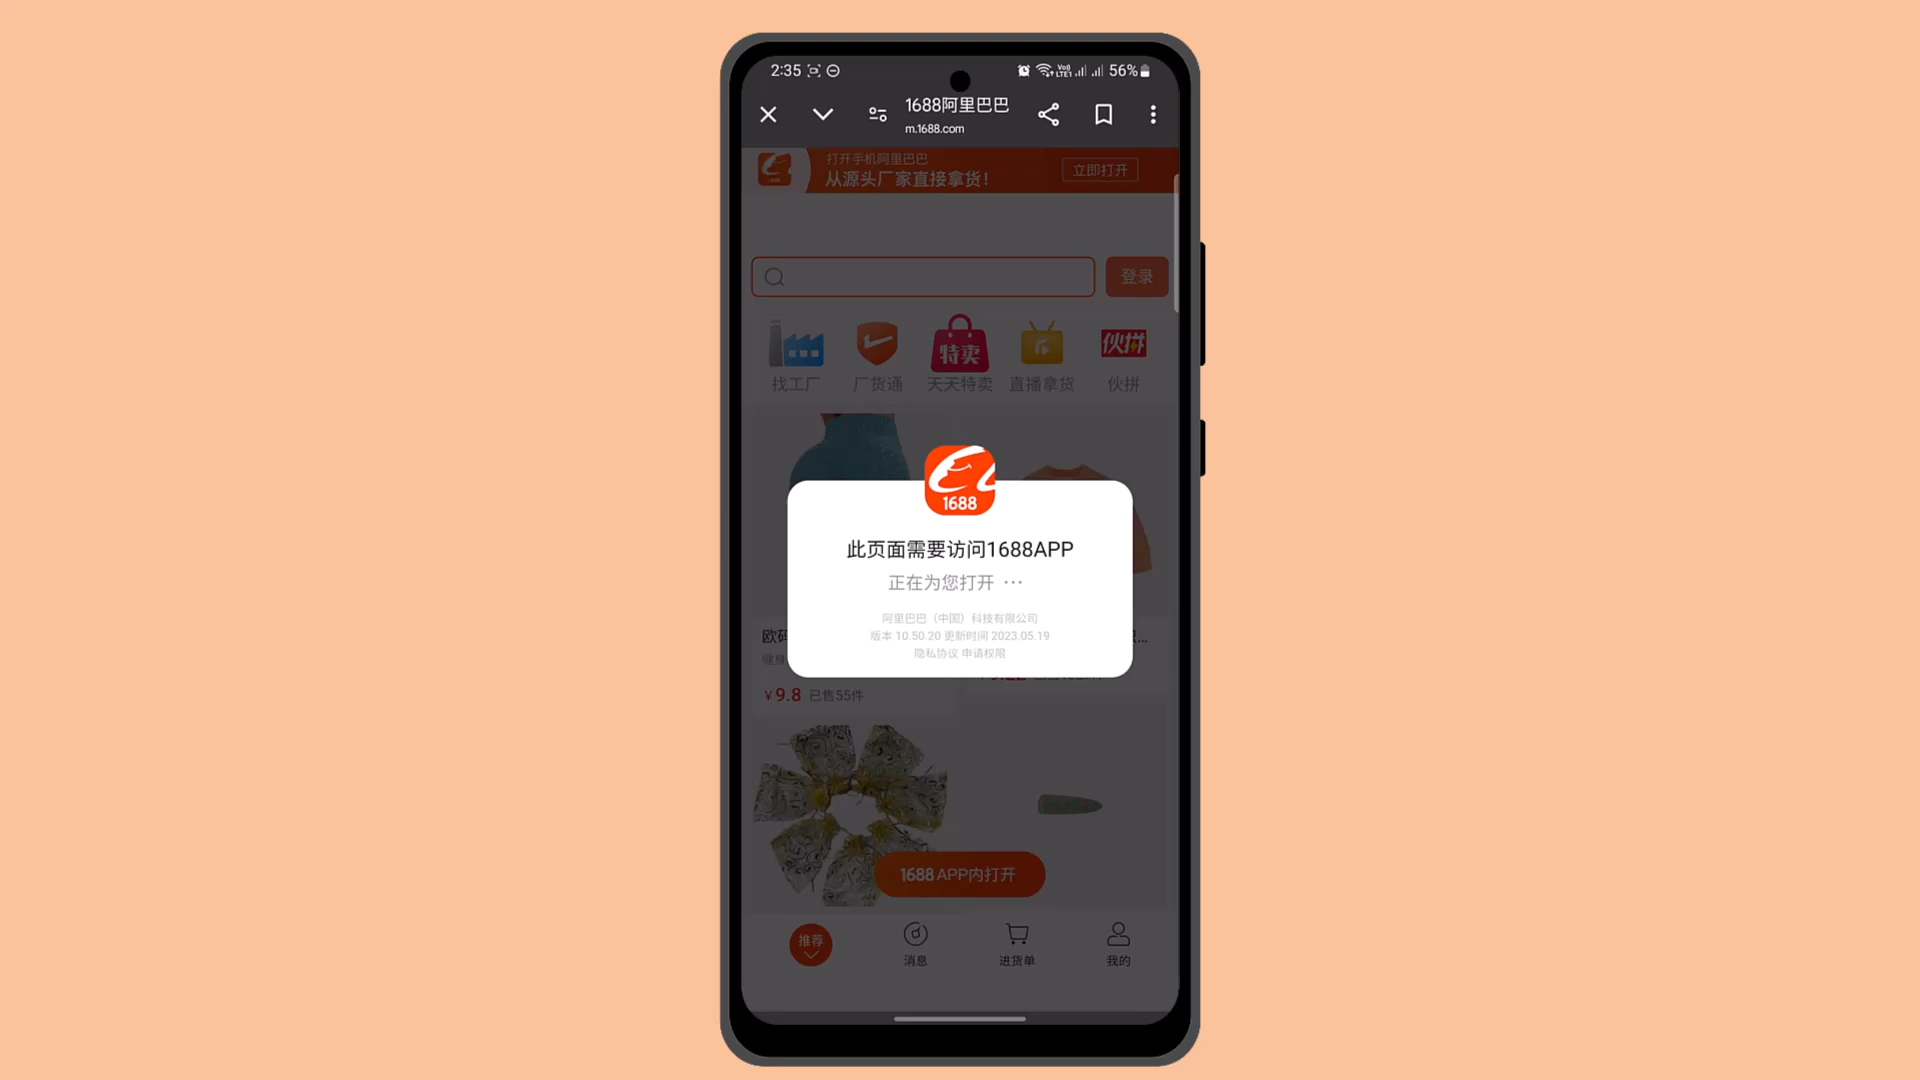 2:35
Vo)) LTE1
56%
1688阿里巴巴
m.1688.com
打开手机阿里巴巴
从源头厂家直接拿货！
立即打开
登录
特卖
伙拼
找工厂
厂货通
天天特卖
直播拿货
伙拼
1688
此页面需要访问1688APP
正在为您打开 ···
阿里巴巴（中国）科技有限公司
版本 10.50.20 更新时间 2023.05.19
隐私协议 申请权限
欧码
健身
¥9.8 已售55件
1688 APP内打开
推荐
消息
进货单
我的